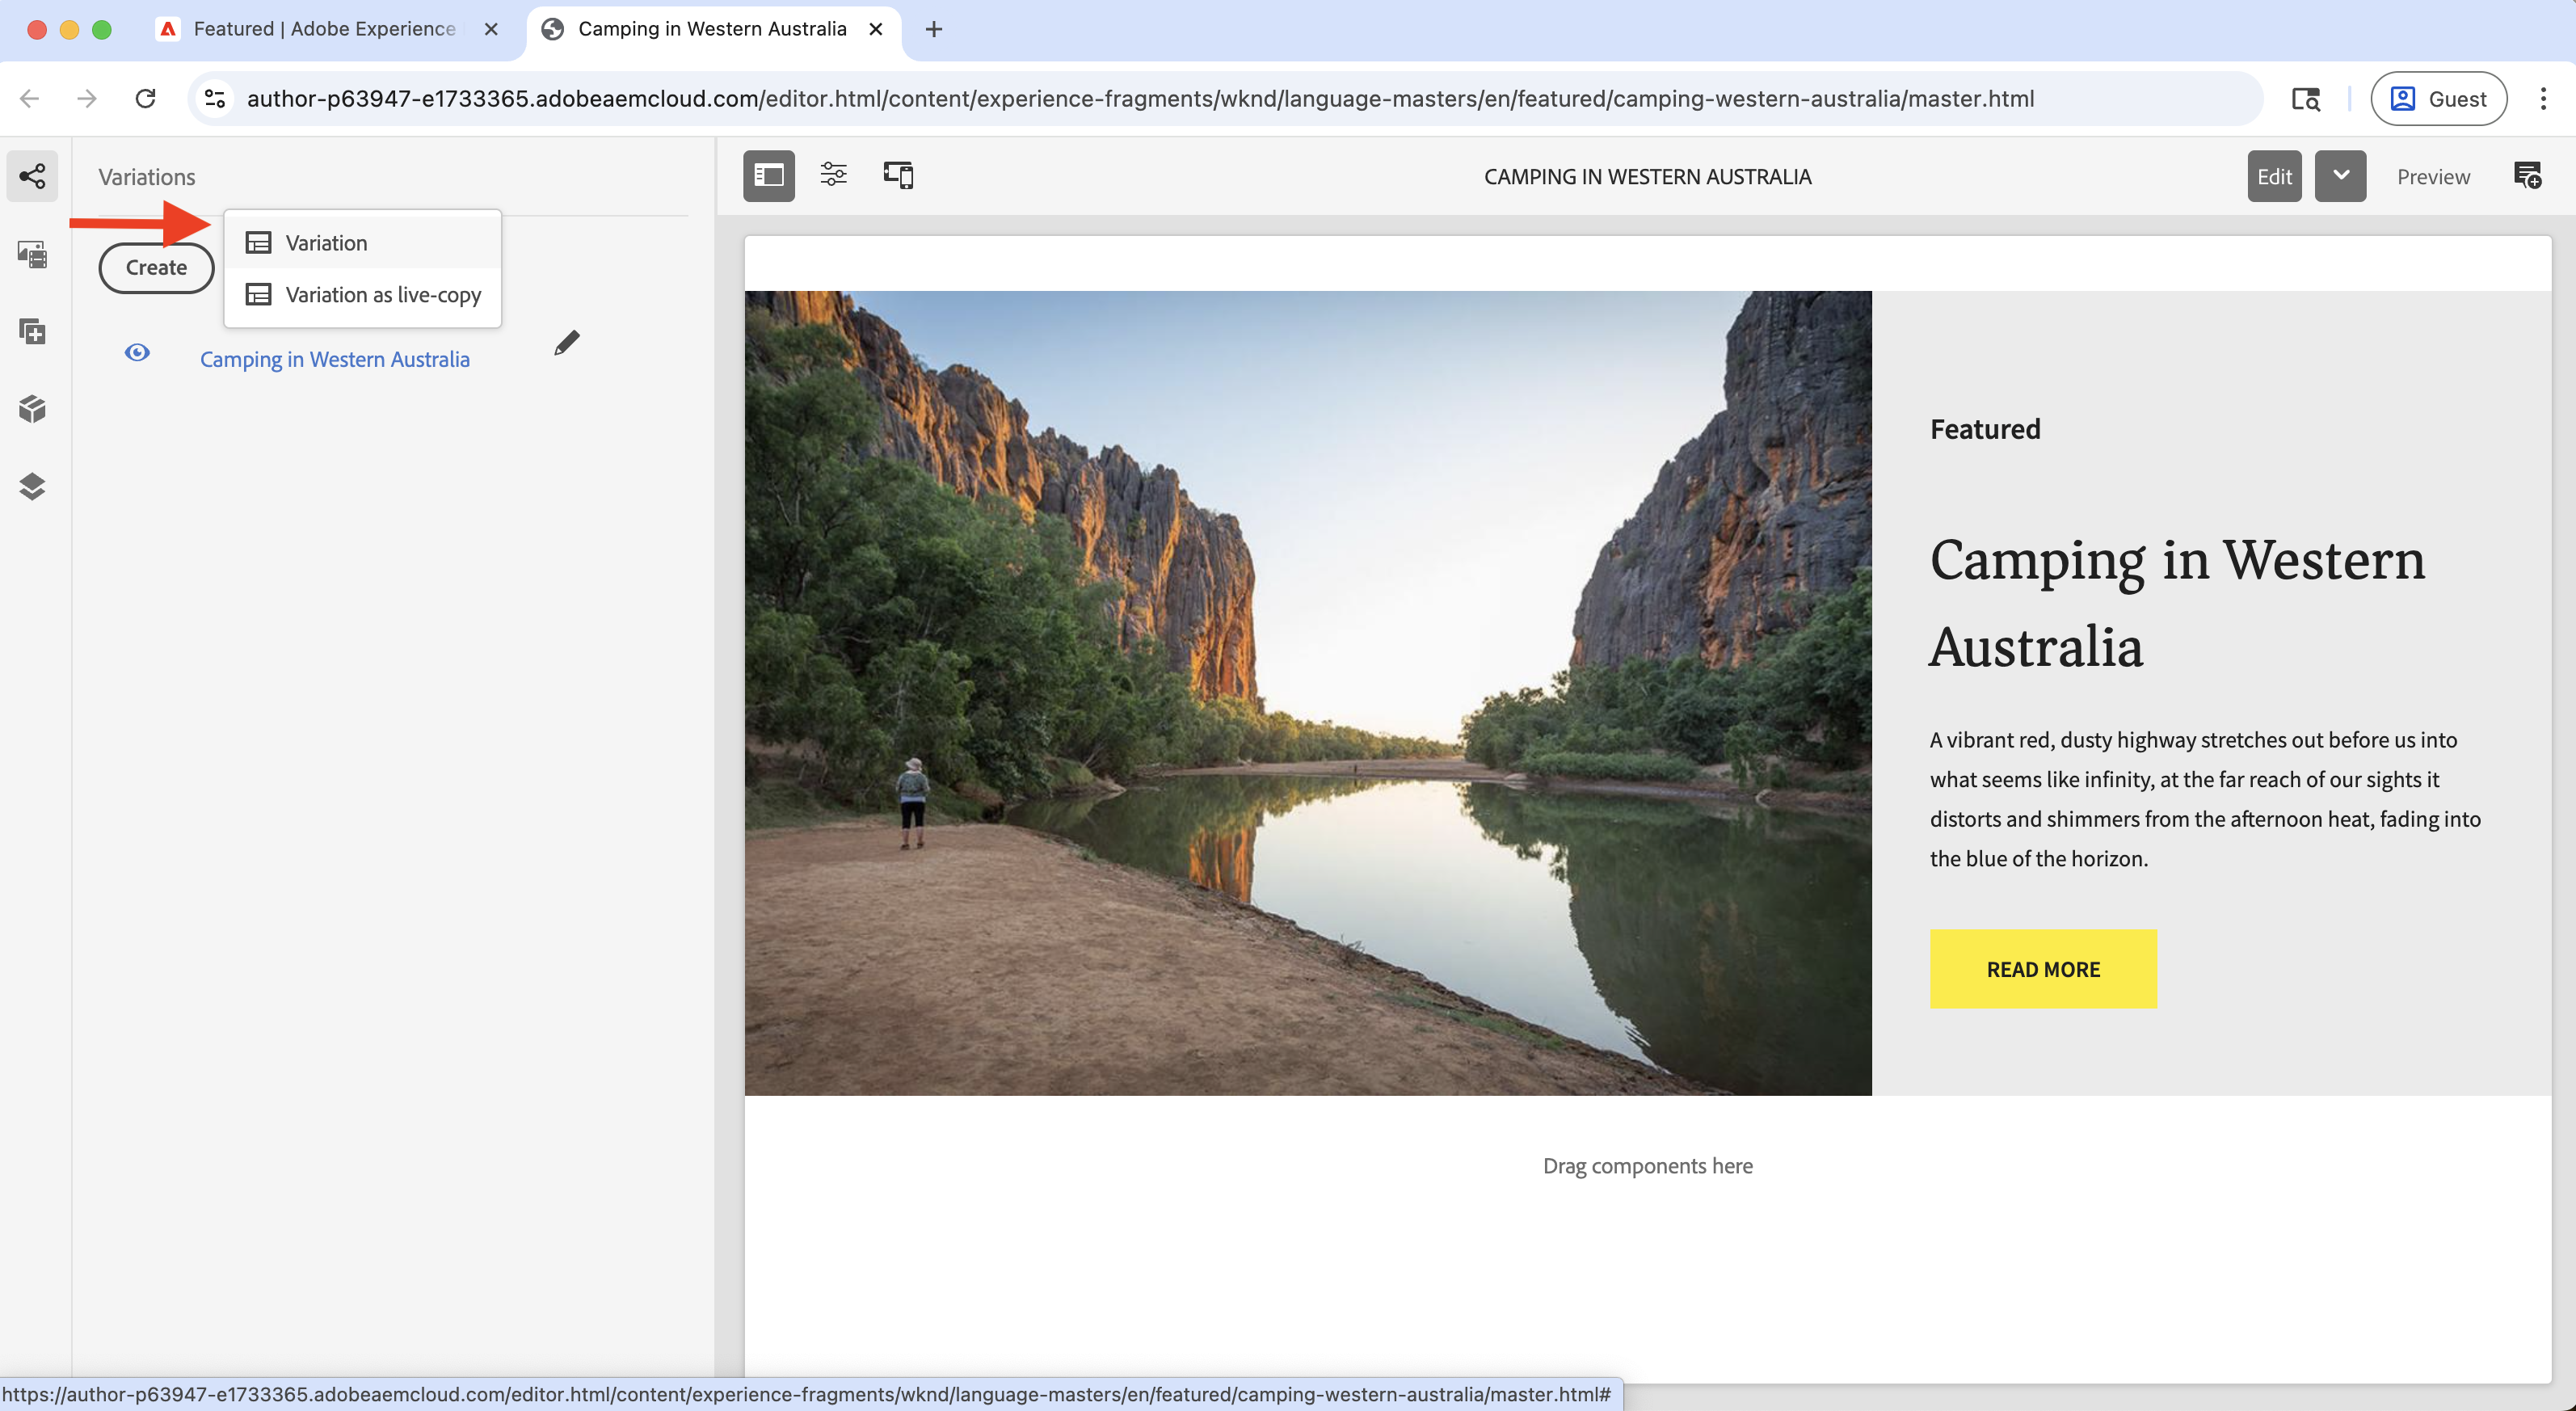 Featured | Adobe Experience
Camping in Western Australia
author-p63947-e1733365.adobeaemcloud.com/editor.html/content/experience-fragments/wknd/language-masters/en/featured/camping-western-australia/master.html
Guest
Variations
CAMPING IN WESTERN AUSTRALIA
Edit
Preview
Create
Variation
Variation as live-copy
Camping in Western Australia
Featured
Camping in Western
Australia
A vibrant red, dusty highway stretches out before us into
what seems like infinity, at the far reach of our sights it
distorts and shimmers from the afternoon heat, fading into
the blue of the horizon.
READ MORE
Drag components here
https://author-p63947-e1733365.adobeaemcloud.com/editor.html/content/experience-fragments/wknd/language-masters/en/featured/camping-western-australia/master.html#